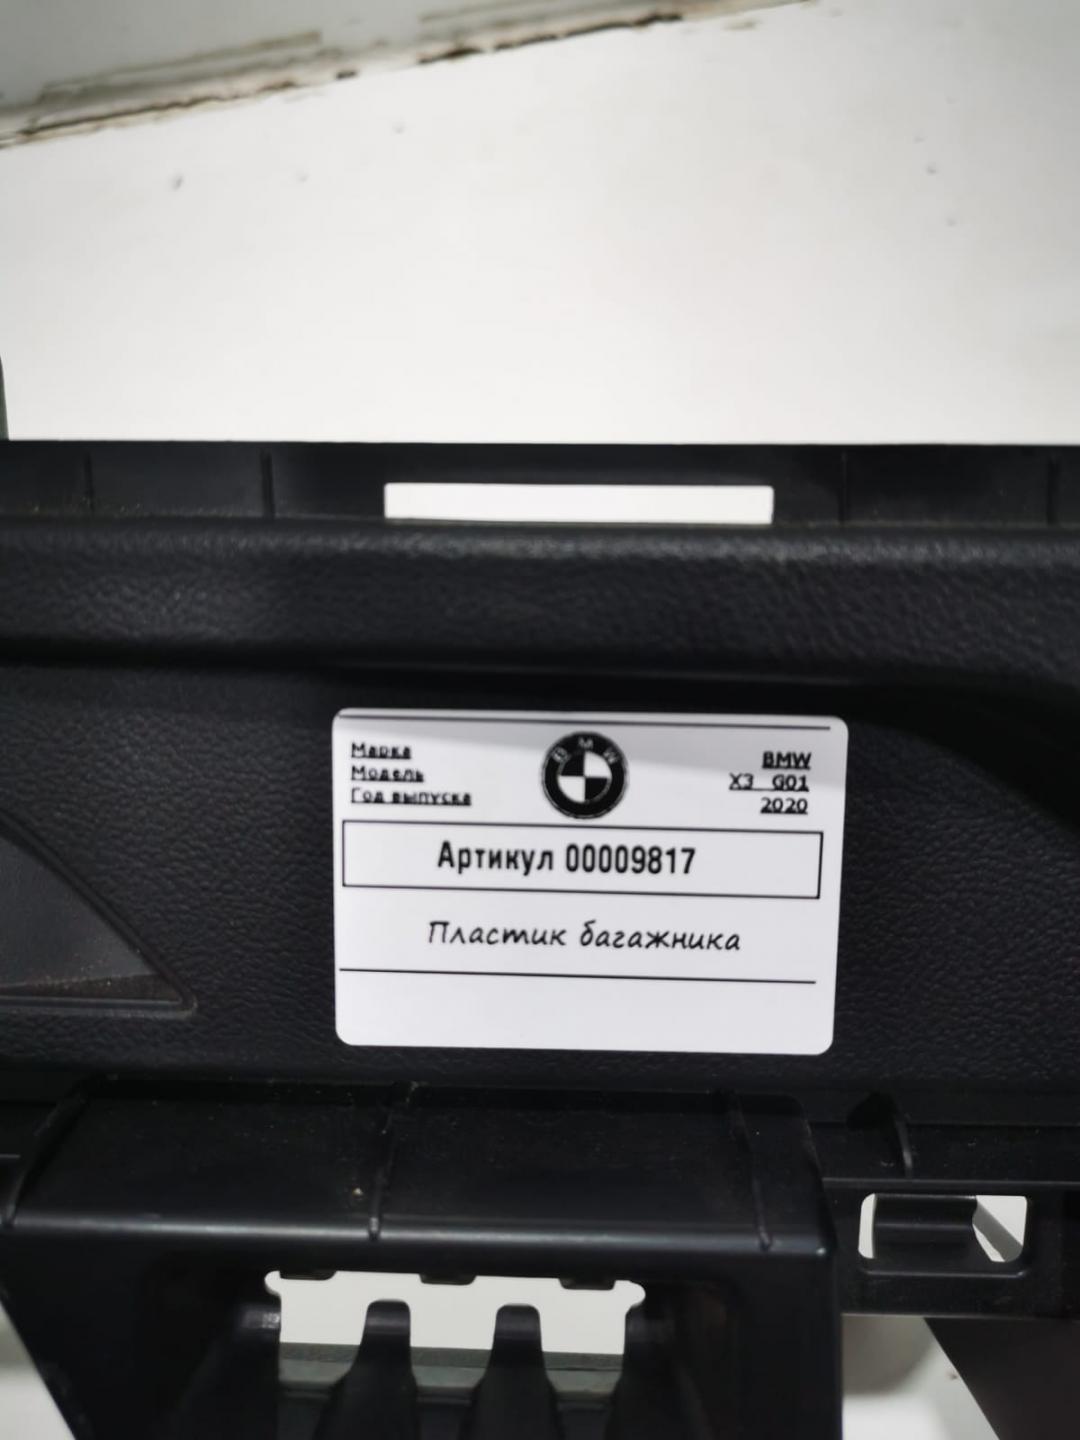 Марка BMW
Модель X3 G01
Год выпуска 2020
Артикул 00009817
Пластик багажника